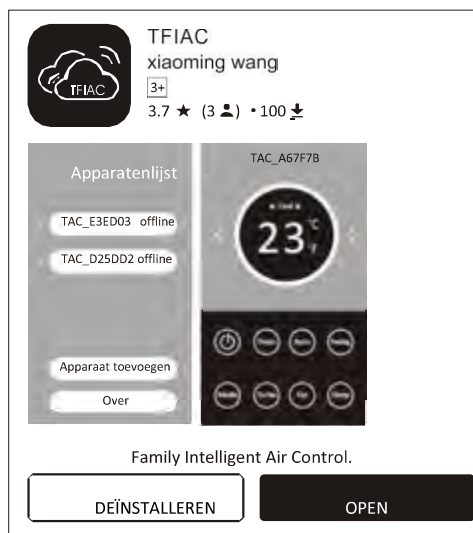 TFIAC
TFIAC
xiaoming wang
3+
3.7 ★ (3 ) • 100
Apparatenlijst
TAC_E3ED03 offline
TAC_D25DD2 offline
Apparaat toevoegen
Over
TAC_A67F7B
23 °C
°F
Family Intelligent Air Control.
DEÏNSTALLEREN
OPEN